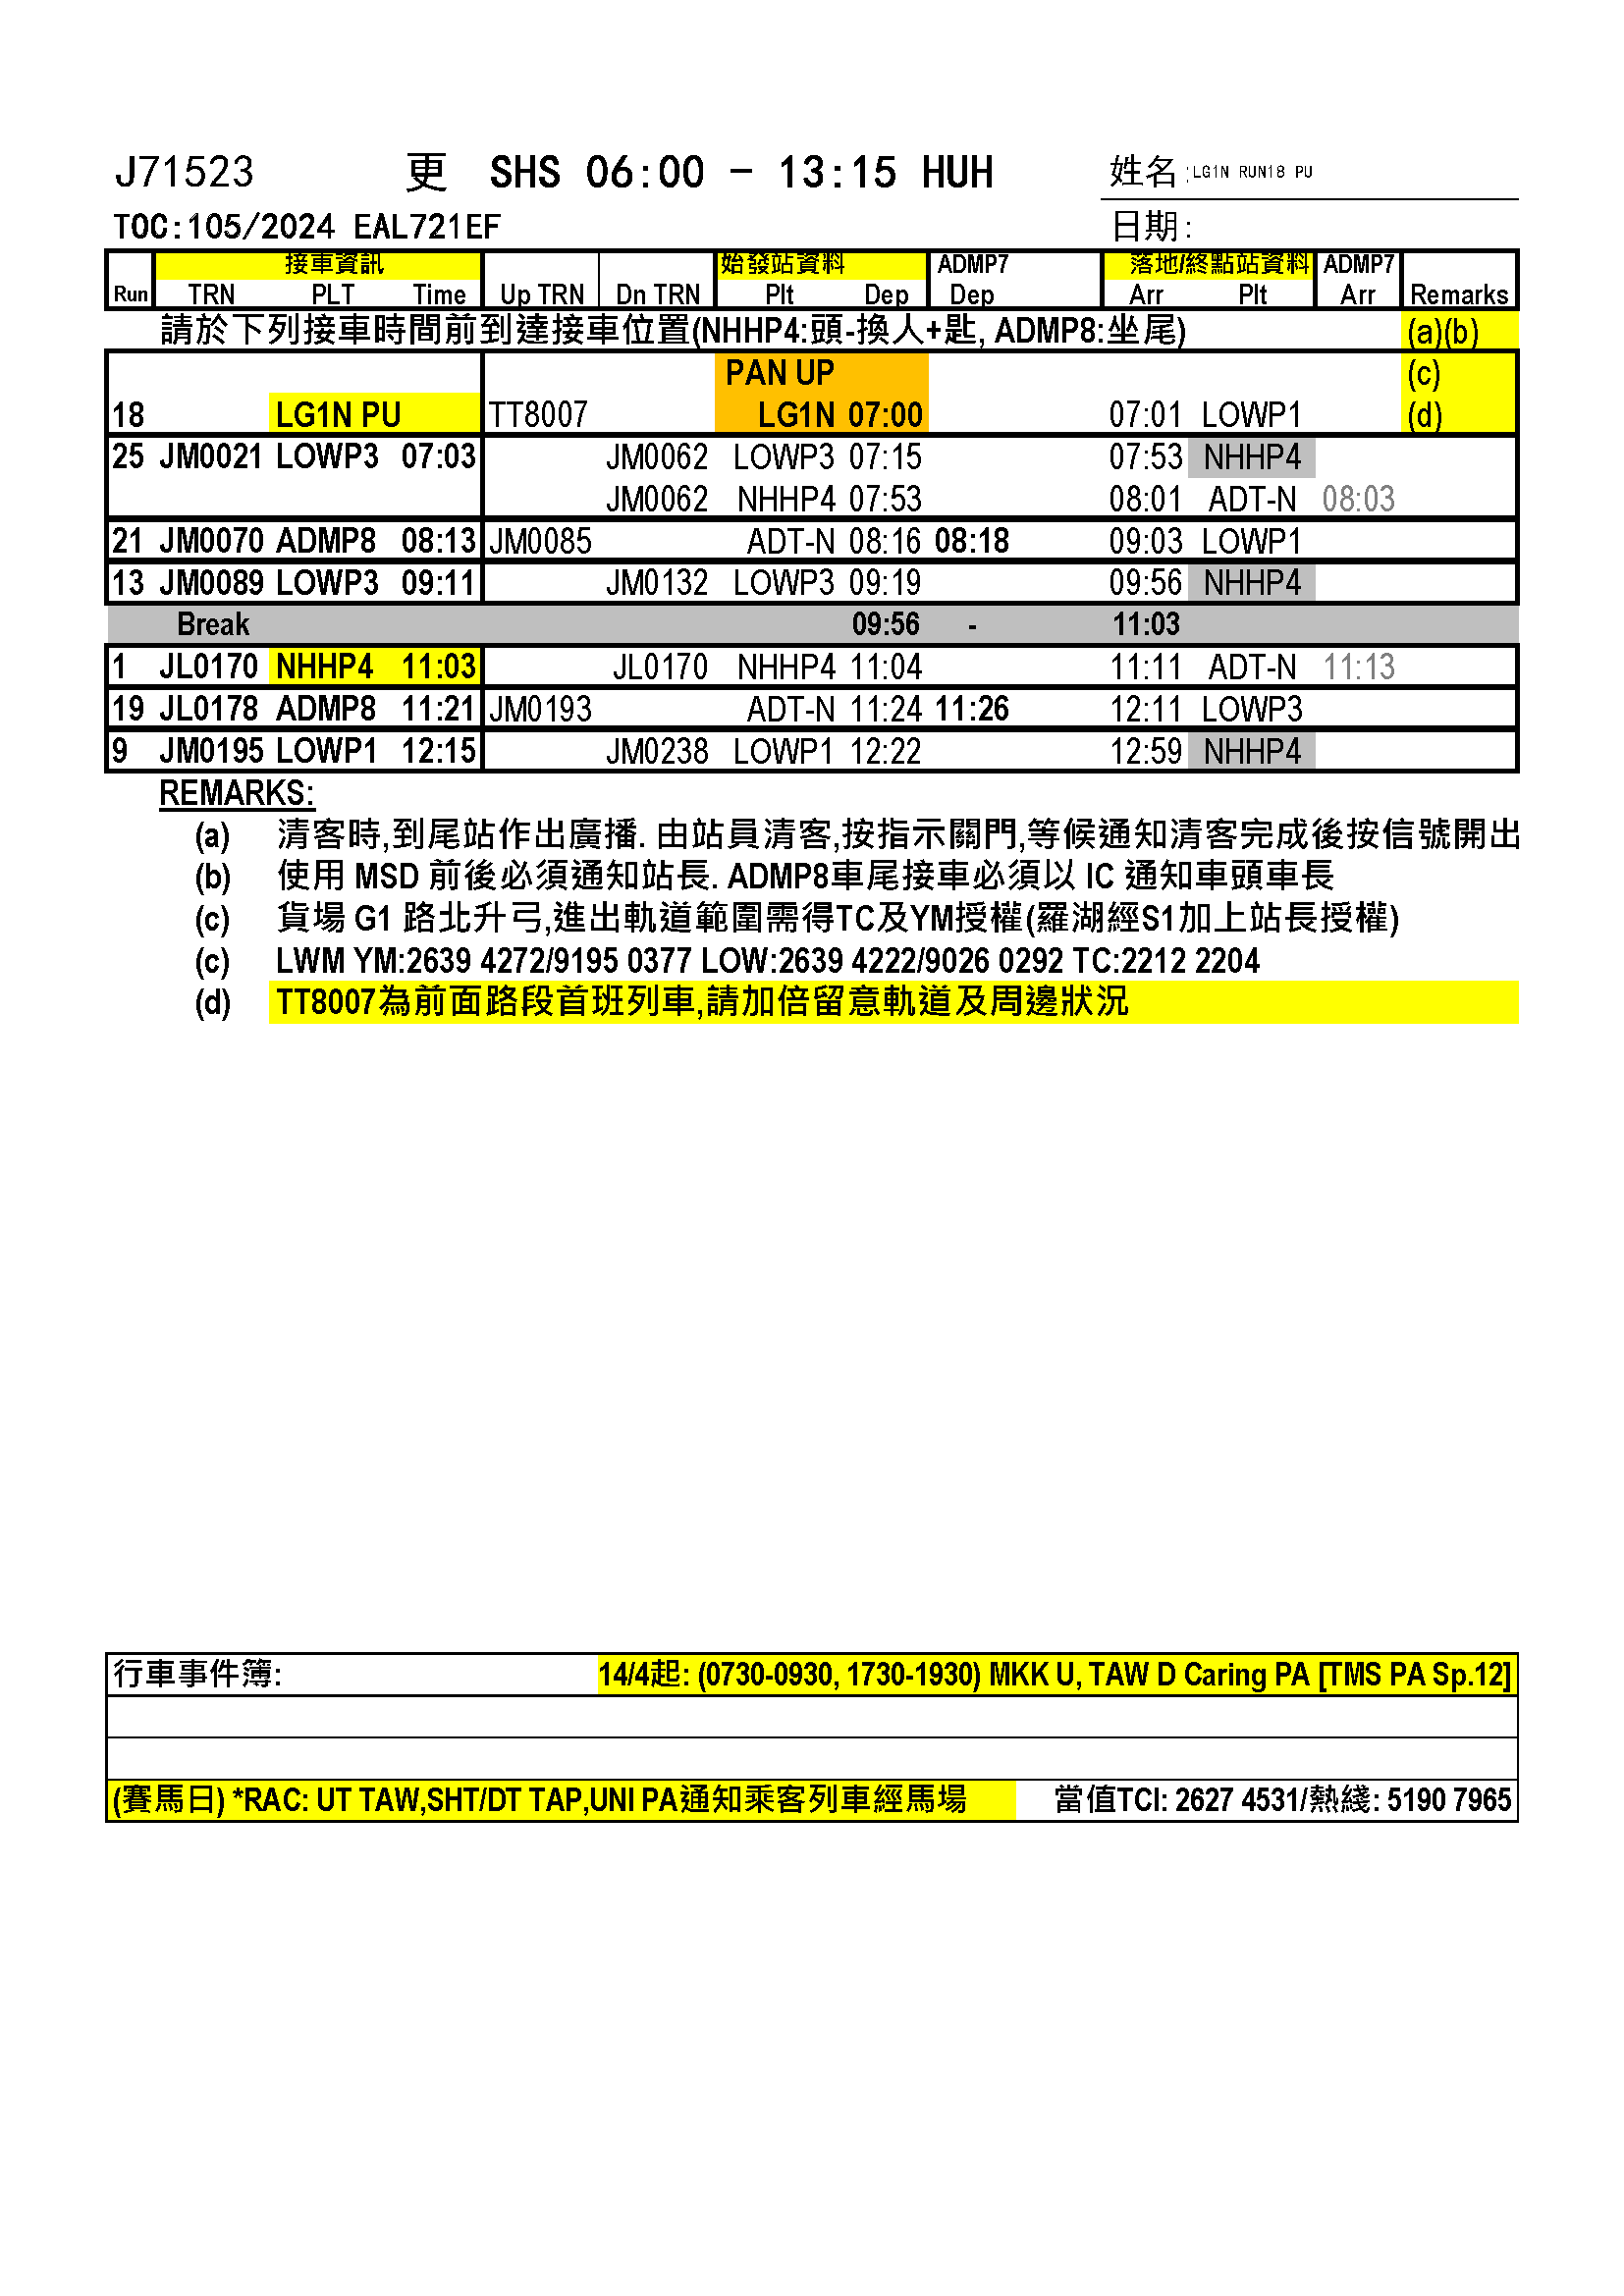 J71523 更 SHS 06:00 - 13:15 HUH 姓名:LG1N RUN18 PU
TOC:105/2024 EAL721EF 日期:
接車資訊 始發站資料 ADMP7 落地/終點站資料 ADMP7
Run TRN PLT Time Up TRN Dn TRN Plt Dep Dep Arr Plt Arr Remarks
請於下列接車時間前到達接車位置(NHHP4:頭-換人+匙, ADMP8:坐尾) (a)(b)
PAN UP (c)
18 LG1N PU TT8007 LG1N 07:00 07:01 LOWP1 (d)
25 JM0021 LOWP3 07:03 JM0062 LOWP3 07:15 07:53 NHHP4
JM0062 NHHP4 07:53 08:01 ADT-N 08:03
21 JM0070 ADMP8 08:13 JM0085 ADT-N 08:16 08:18 09:03 LOWP1
13 JM0089 LOWP3 09:11 JM0132 LOWP3 09:19 09:56 NHHP4
Break 09:56 - 11:03
1 JL0170 NHHP4 11:03 JL0170 NHHP4 11:04 11:11 ADT-N 11:13
19 JL0178 ADMP8 11:21 JM0193 ADT-N 11:24 11:26 12:11 LOWP3
9 JM0195 LOWP1 12:15 JM0238 LOWP1 12:22 12:59 NHHP4
REMARKS:
(a) 清客時,到尾站作出廣播. 由站員清客,按指示關門,等候通知清客完成後按信號開出
(b) 使用 MSD 前後必須通知站長. ADMP8車尾接車必須以 IC 通知車頭車長
(c) 貨場 G1 路北升弓,進出軌道範圍需得TC及YM授權(羅湖經S1加上站長授權)
(c) LWM YM:2639 4272/9195 0377 LOW:2639 4222/9026 0292 TC:2212 2204
(d) TT8007為前面路段首班列車,請加倍留意軌道及周邊狀況
行車事件簿: 14/4起: (0730-0930, 1730-1930) MKK U, TAW D Caring PA [TMS PA Sp.12]
(賽馬日) *RAC: UT TAW,SHT/DT TAP,UNI PA通知乘客列車經馬場 當值TCI: 2627 4531/熱綫: 5190 7965